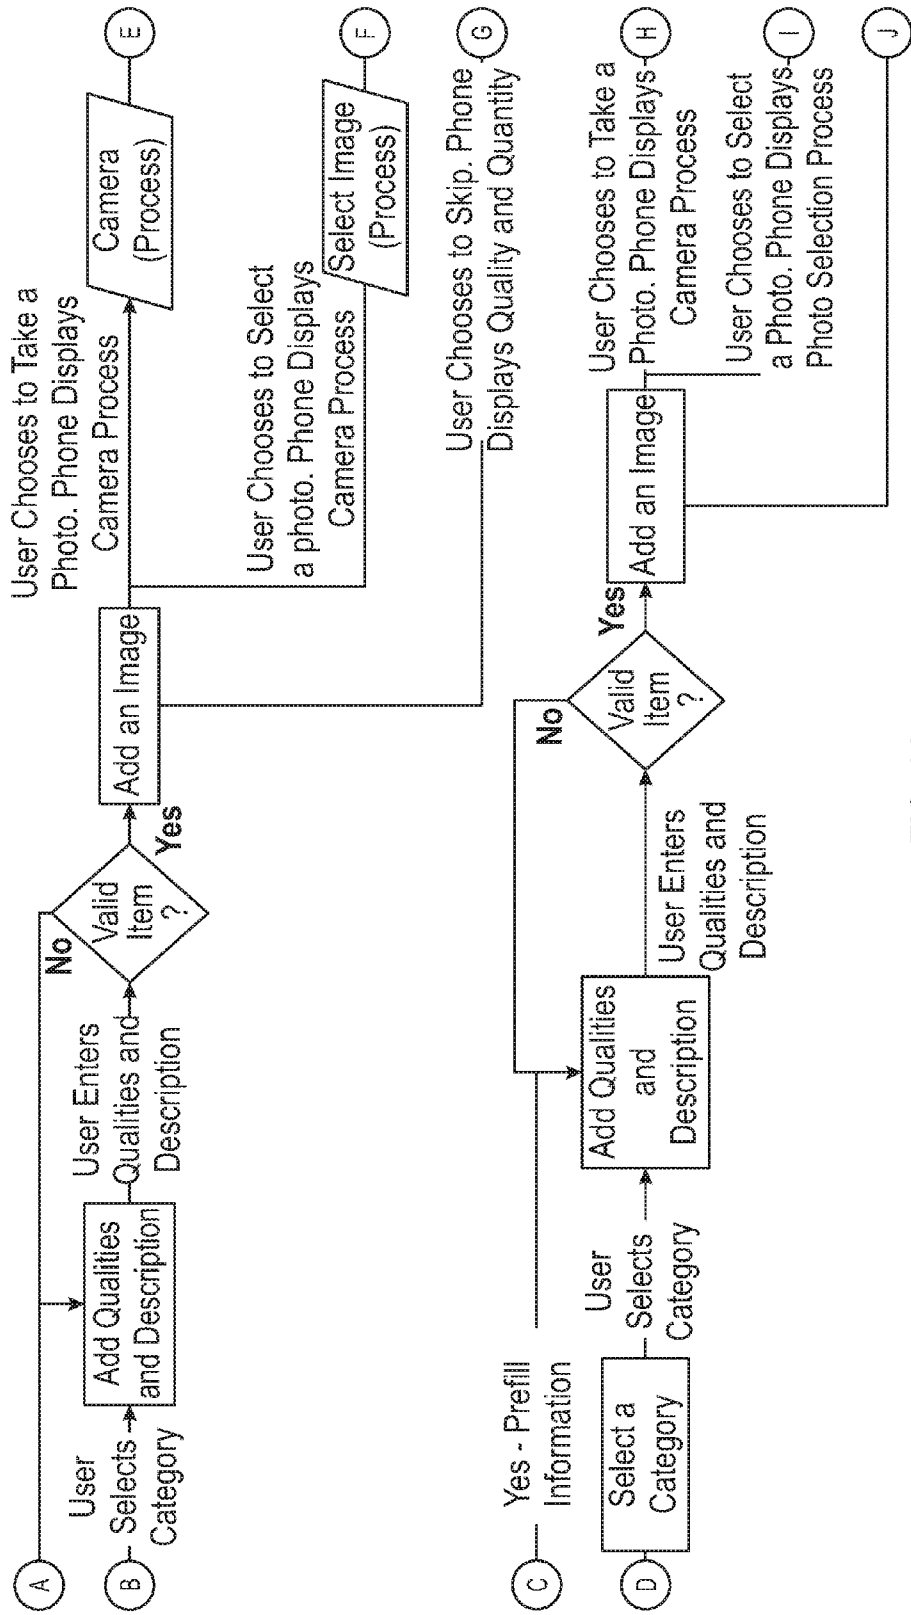 A
B
User
Selects
Category
Add Qualities
and Description
User Enters
Qualities and
Description
No
Valid
Item
?
Yes
Add an Image
User Chooses to Take a
Photo. Phone Displays
Camera Process
Camera
(Process)
E
User Chooses to Select
a photo. Phone Displays
Camera Process
Select Image
(Process)
F
User Chooses to Skip. Phone
Displays Quality and Quantity
G
C
Yes - Prefill
Information
D
Select a
Category
User
Selects
Category
Add Qualities
and
Description
User Enters
Qualities and
Description
No
Valid
Item
?
Yes
Add an Image
User Chooses to Take a
Photo. Phone Displays
Camera Process
H
User Chooses to Select
a Photo. Phone Displays
Photo Selection Process
I
J